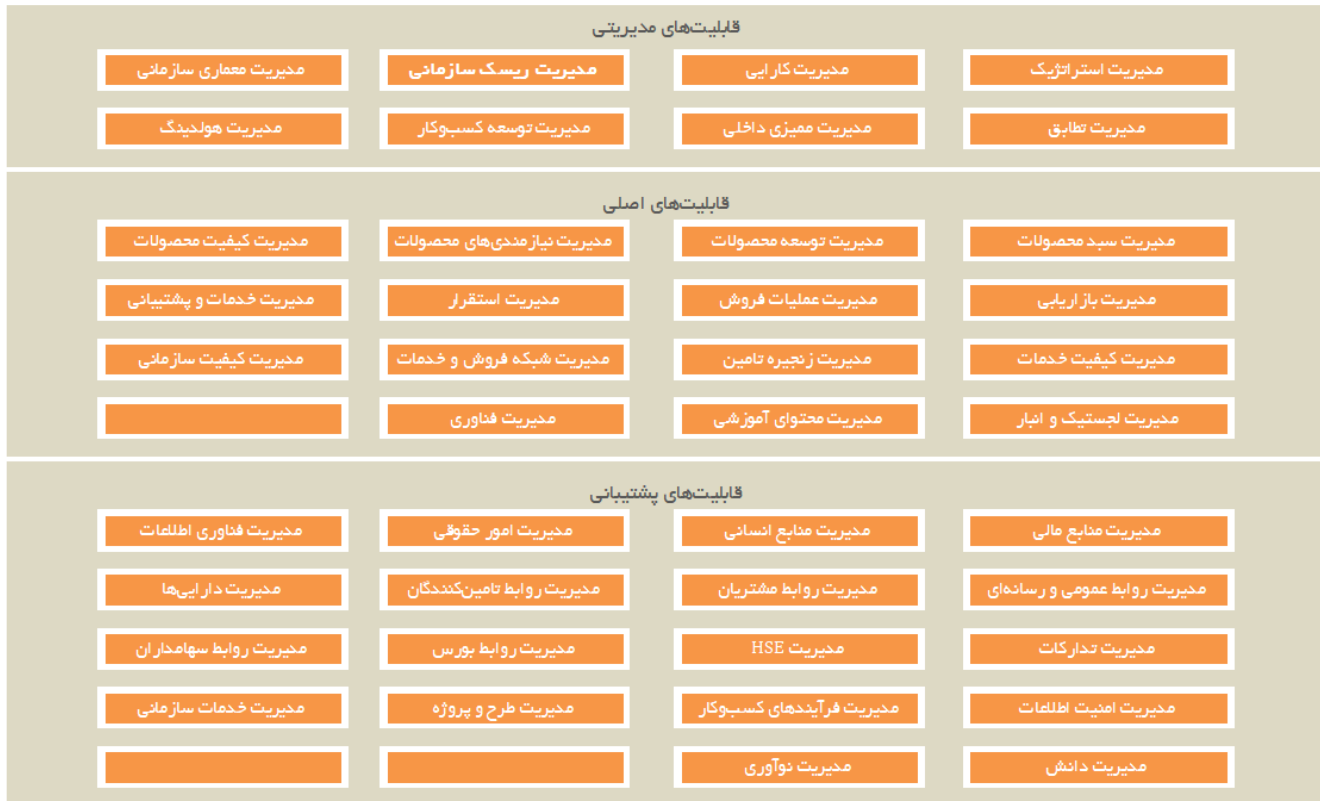 قابلیت‌های مدیریتی
مدیریت استراتژیک
مدیریت کارایی
مدیریت ریسک سازمانی
مدیریت معماری سازمانی
مدیریت تطابق
مدیریت ممیزی داخلی
مدیریت توسعه کسب‌وکار
مدیریت هولدینگ
قابلیت‌های اصلی
مدیریت سبد محصولات
مدیریت توسعه محصولات
مدیریت نیازمندی‌های محصولات
مدیریت کیفیت محصولات
مدیریت بازاریابی
مدیریت عملیات فروش
مدیریت استقرار
مدیریت خدمات و پشتیبانی
مدیریت کیفیت خدمات
مدیریت زنجیره تامین
مدیریت شبکه فروش و خدمات
مدیریت کیفیت سازمانی
مدیریت لجستیک و انبار
مدیریت محتوای آموزشی
مدیریت فناوری
قابلیت‌های پشتیبانی
مدیریت منابع مالی
مدیریت منابع انسانی
مدیریت امور حقوقی
مدیریت فناوری اطلاعات
مدیریت روابط عمومی و رسانه‌ای
مدیریت روابط مشتریان
مدیریت روابط تامین‌کنندگان
مدیریت دارایی‌ها
مدیریت تدارکات
مدیریت HSE
مدیریت روابط بورس
مدیریت روابط سهامداران
مدیریت امنیت اطلاعات
مدیریت فرآیندهای کسب‌وکار
مدیریت طرح و پروژه
مدیریت خدمات سازمانی
مدیریت دانش
مدیریت نوآوری